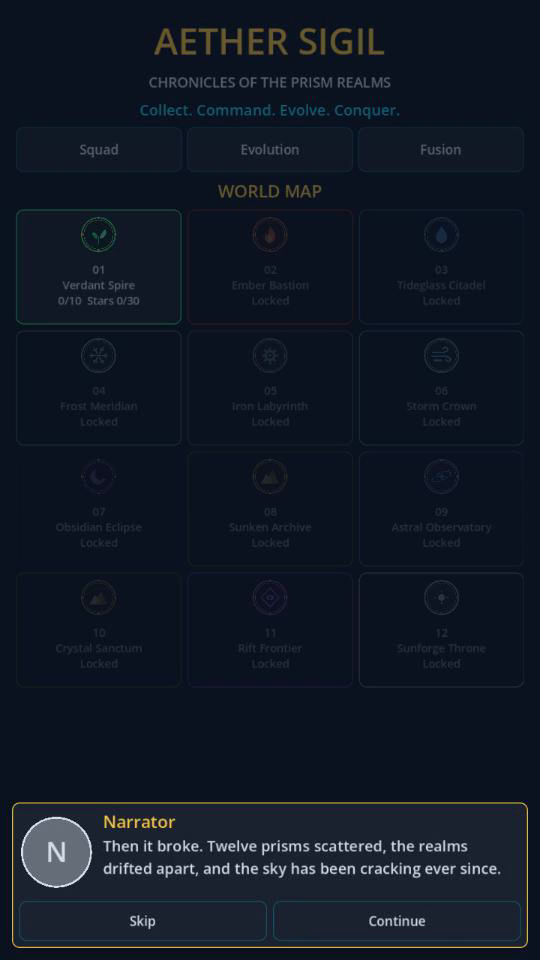 AETHER SIGIL
CHRONICLES OF THE PRISM REALMS
Collect. Command. Evolve. Conquer.
Squad
Evolution
Fusion
WORLD MAP
01
Verdant Spire
0/10 Stars 0/30
02
Ember Bastion
Locked
03
Tideglass Citadel
Locked
04
Frost Meridian
Locked
05
Iron Labyrinth
Locked
06
Storm Crown
Locked
07
Obsidian Eclipse
Locked
08
Sunken Archive
Locked
09
Astral Observatory
Locked
10
Crystal Sanctum
Locked
11
Rift Frontier
Locked
12
Sunforge Throne
Locked
N
Narrator
Then it broke. Twelve prisms scattered, the realms
drifted apart, and the sky has been cracking ever since.
Skip
Continue